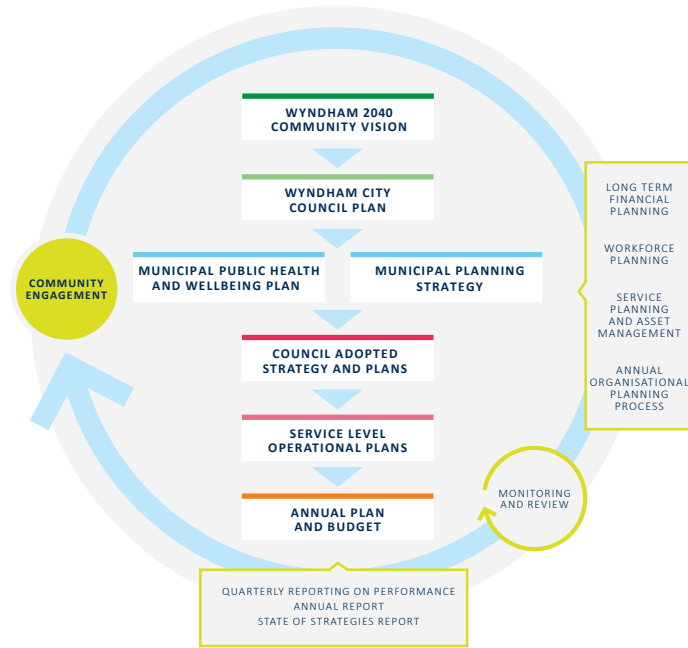 WYNDHAM 2040
COMMUNITY VISION
WYNDHAM CITY
COUNCIL PLAN
MUNICIPAL PUBLIC HEALTH
AND WELLBEING PLAN
MUNICIPAL PLANNING
STRATEGY
COUNCIL ADOPTED
STRATEGY AND PLANS
SERVICE LEVEL
OPERATIONAL PLANS
ANNUAL PLAN
AND BUDGET
COMMUNITY
ENGAGEMENT
LONG TERM
FINANCIAL
PLANNING
WORKFORCE
PLANNING
SERVICE
PLANNING
AND ASSET
MANAGEMENT
ANNUAL
ORGANISATIONAL
PLANNING
PROCESS
MONITORING
AND REVIEW
QUARTERLY REPORTING ON PERFORMANCE
ANNUAL REPORT
STATE OF STRATEGIES REPORT